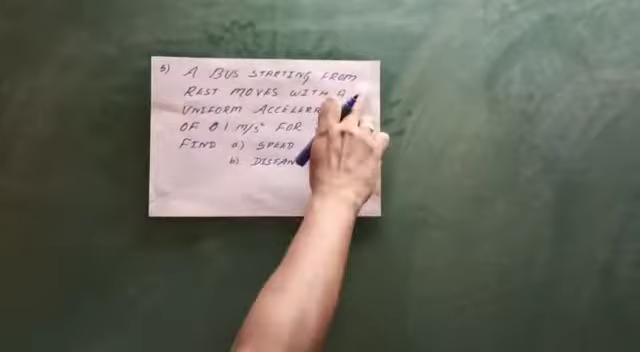 5) A BUS STARTING FROM
REST MOVES WITH A
UNIFORM ACCELERA
OF 0.1 M/S² FOR
FIND a) SPEED
b) DISTAN